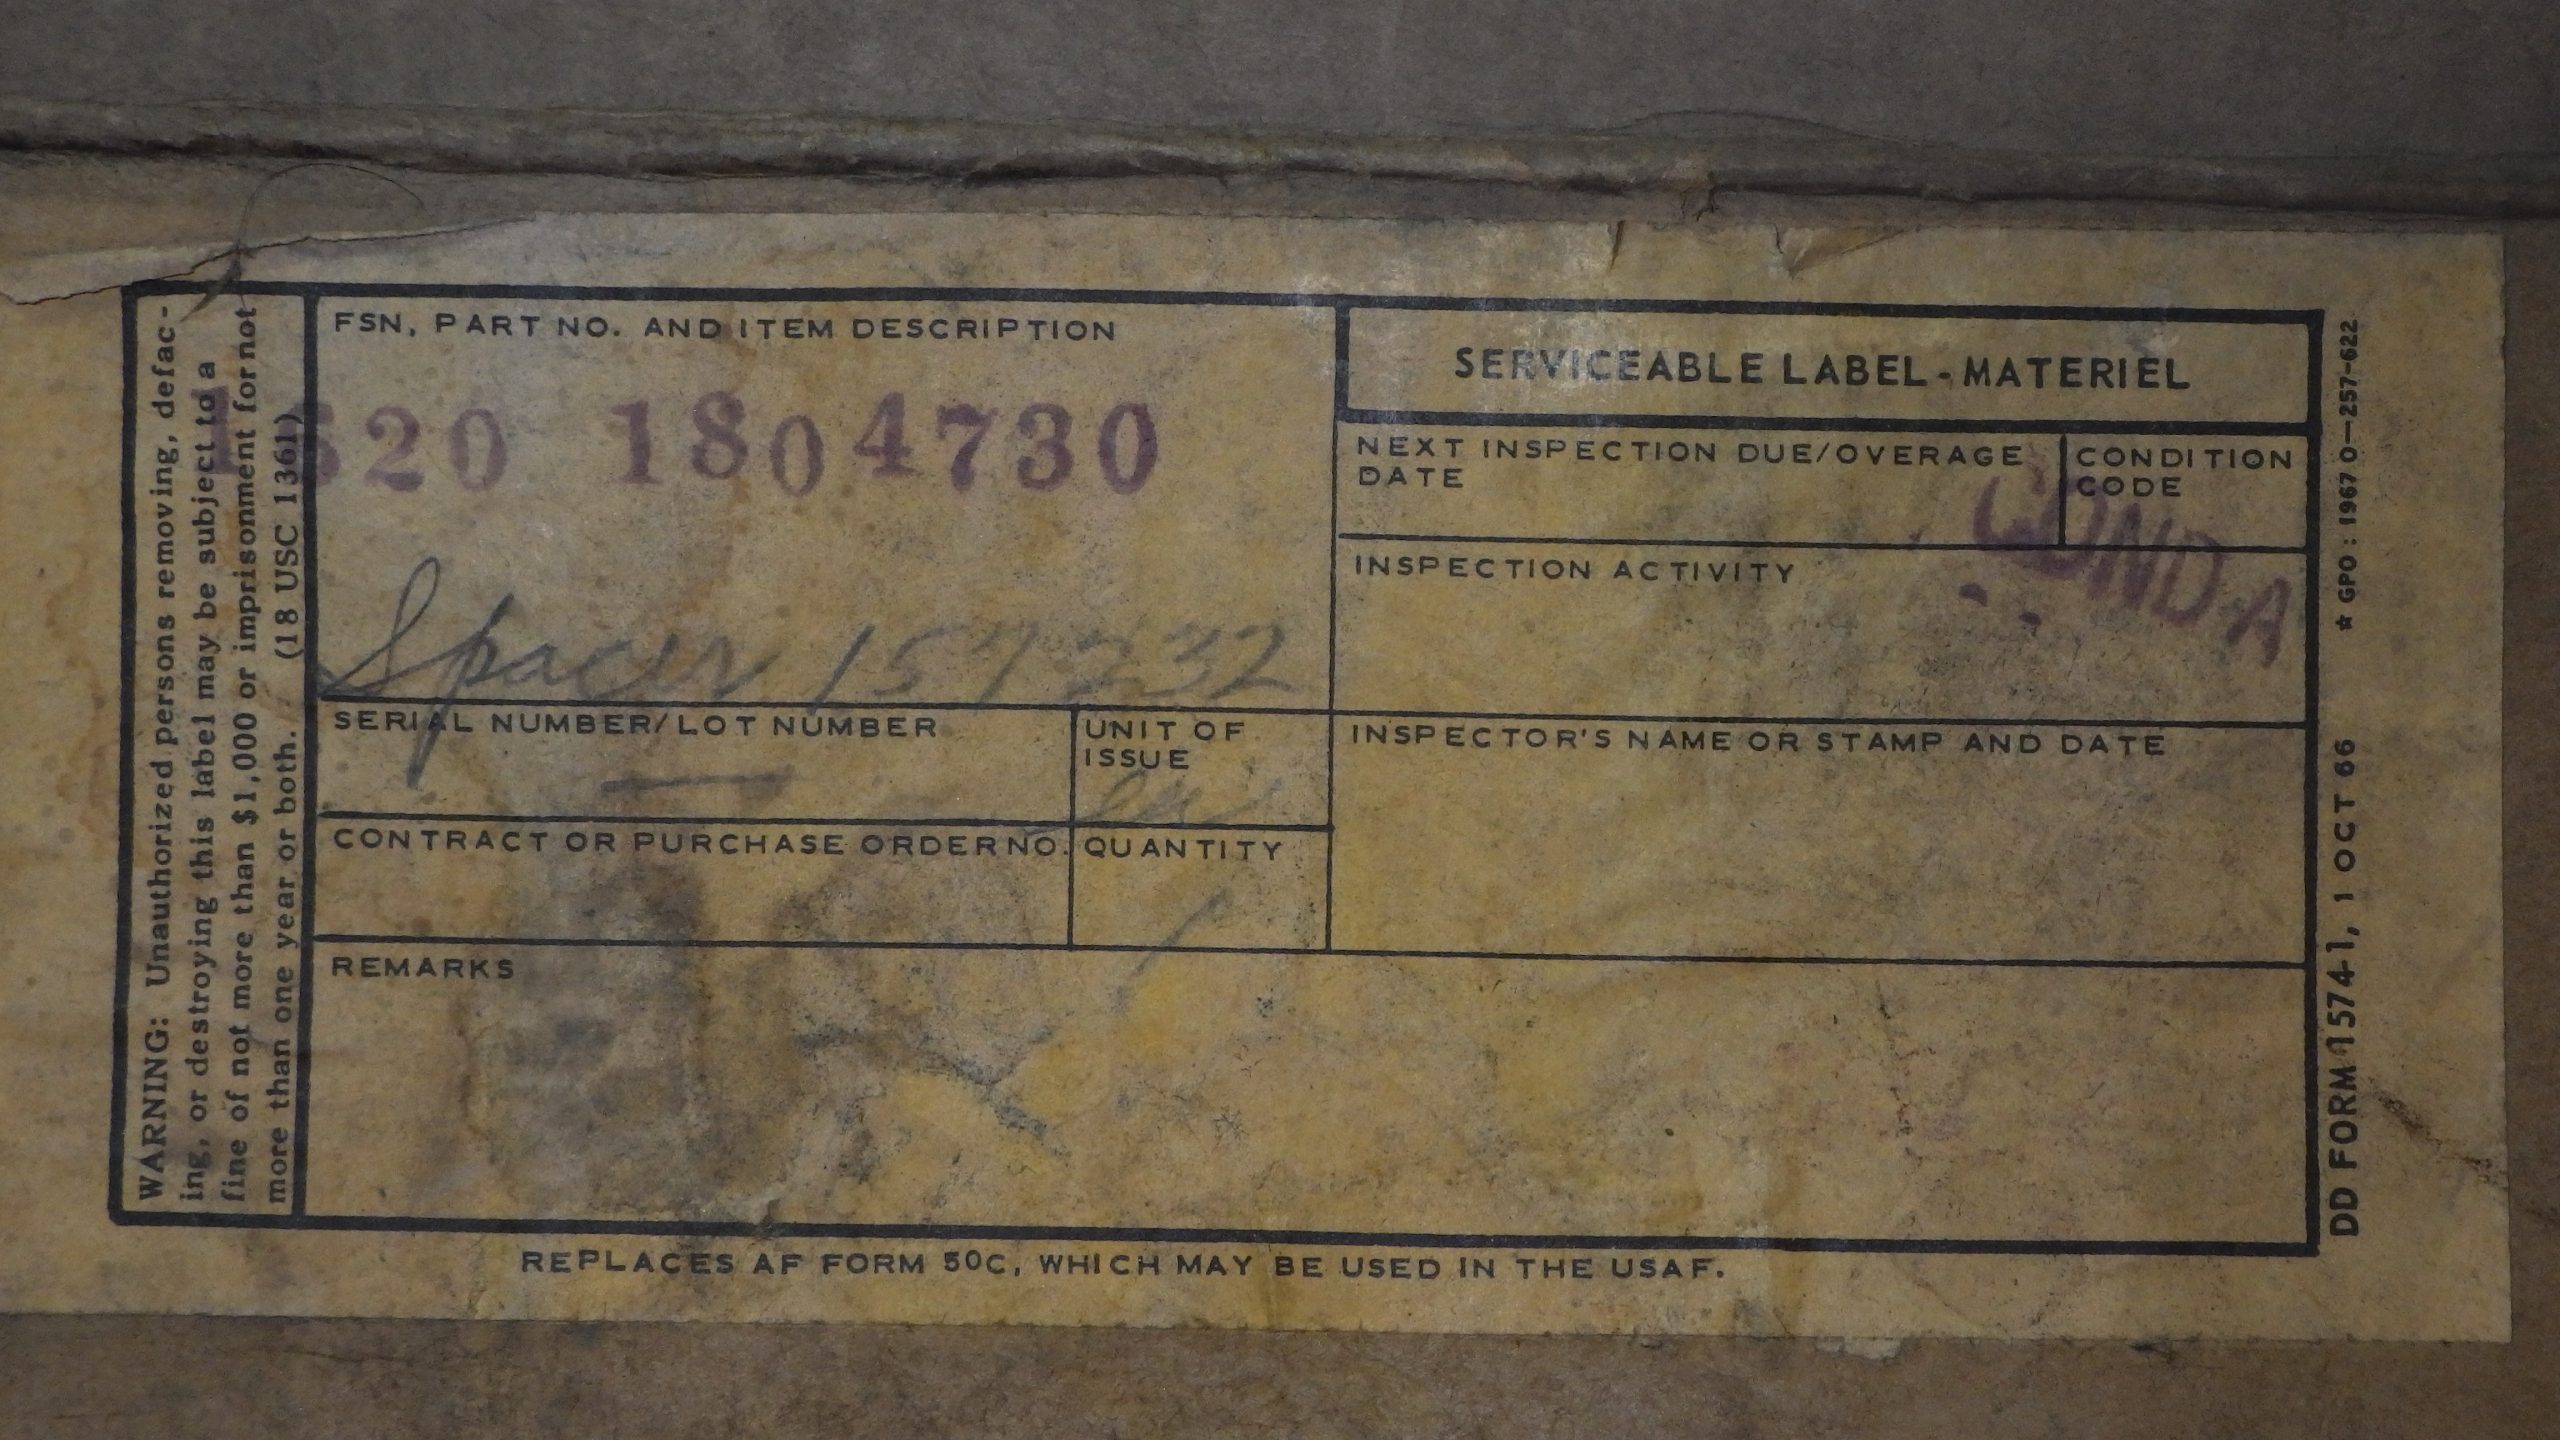 WARNING: Unauthorized persons removing, defac-
ing, or destroying this label may be subject to a
fine of not more than $1,000 or imprisonment for not
more than one year or both. (18 USC 1361)
FSN, PART NO. AND ITEM DESCRIPTION
1520 1804730
Spacer
SERIAL NUMBER/LOT NUMBER
—
UNIT OF
ISSUE
CONTRACT OR PURCHASE ORDER NO.
QUANTITY
1
SERVICEABLE LABEL - MATERIEL
NEXT INSPECTION DUE/OVERAGE
DATE
CONDITION
CODE
COND A
INSPECTION ACTIVITY
INSPECTOR'S NAME OR STAMP AND DATE
REMARKS
REPLACES AF FORM 50C, WHICH MAY BE USED IN THE USAF.
DD FORM 1574-1, 1 OCT 66
★ GPO: 1967 O—257-622